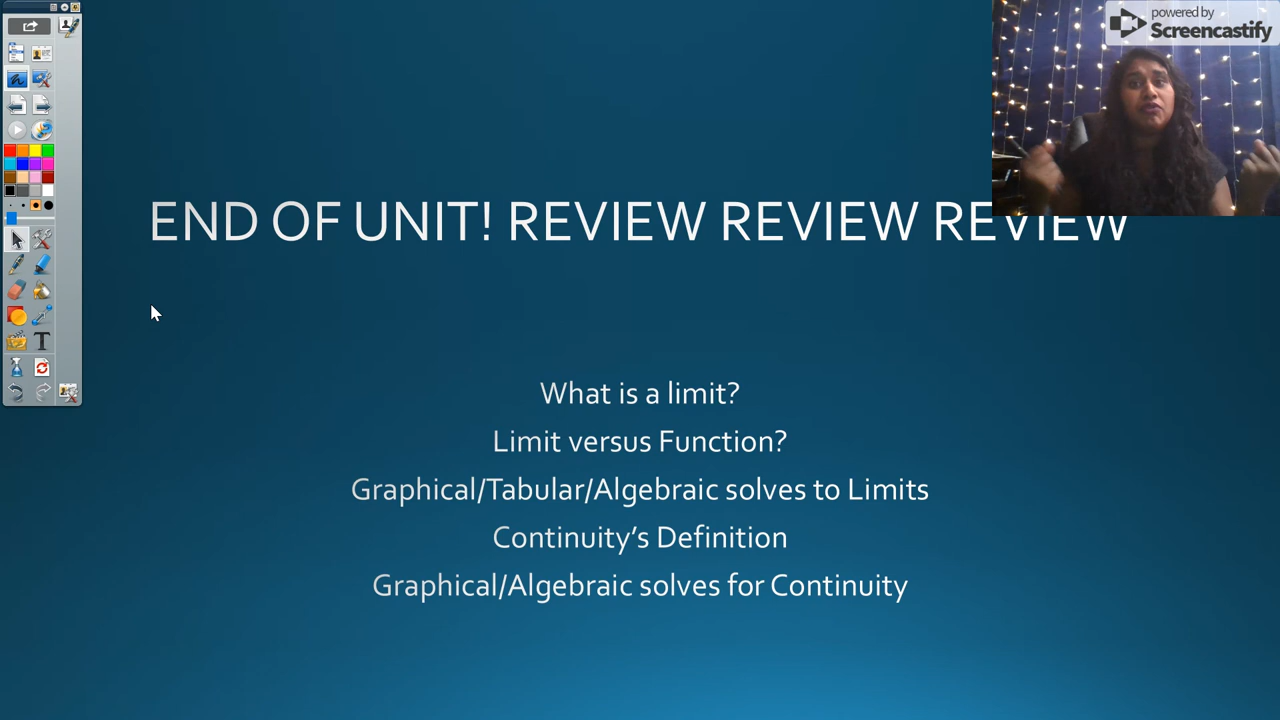 powered by
Screencastify
END OF UNIT! REVIEW REVIEW REVIEW
What is a limit?
Limit versus Function?
Graphical/Tabular/Algebraic solves to Limits
Continuity’s Definition
Graphical/Algebraic solves for Continuity